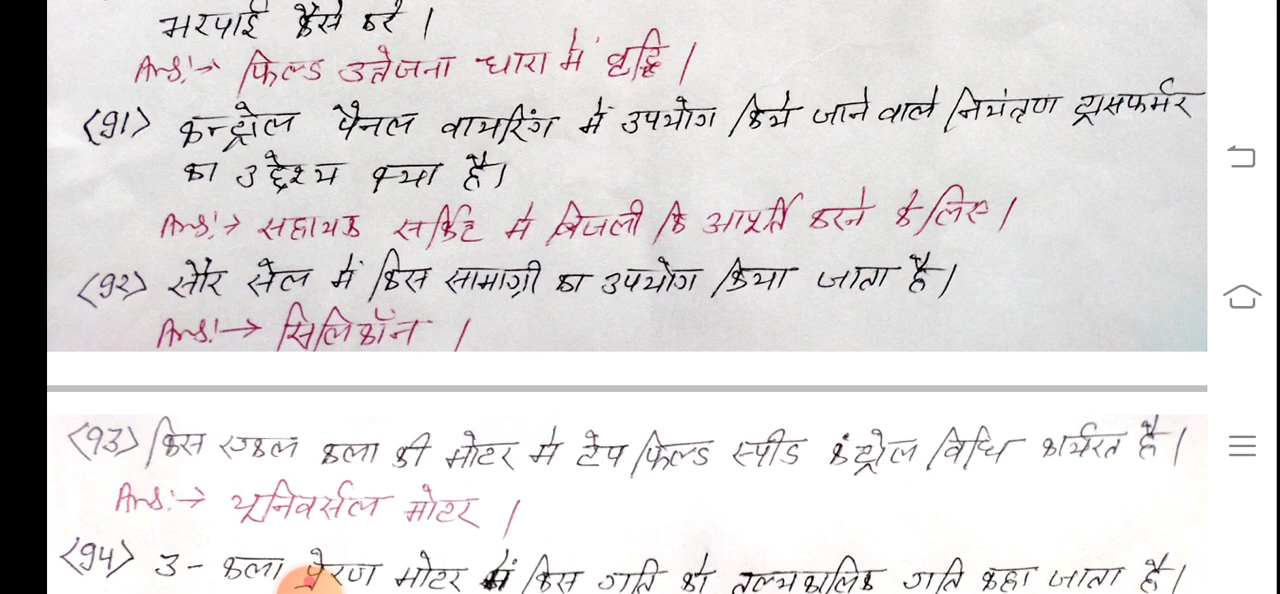 भरपाई कैसे करे |
Ans:→ फिल्ड उतेजना धारा में वृद्धि |
<91> कन्ट्रोल पैनल वायरिंग में उपयोग किये जाने वाले नियंत्रण ट्रासफर्मर
का उद्देश्य क्या है |
Ans:→ सहायक सर्किट मे बिजली कि आपूर्ति करने के लिए |
<92> सौर सेल में किस सामाग्री का उपयोग किया जाता है |
Ans:→ सिलिकॉन |
<93> किस एकल कला की मोटर मे टेप फिल्ड स्पीड कंट्रोल विधि कार्यरत है |
Ans:→ यूनिवर्सल मोटर |
<94> 3- कला प्रेरण मोटर में किस गति को तुल्यकालिक गति कहा जाता है |